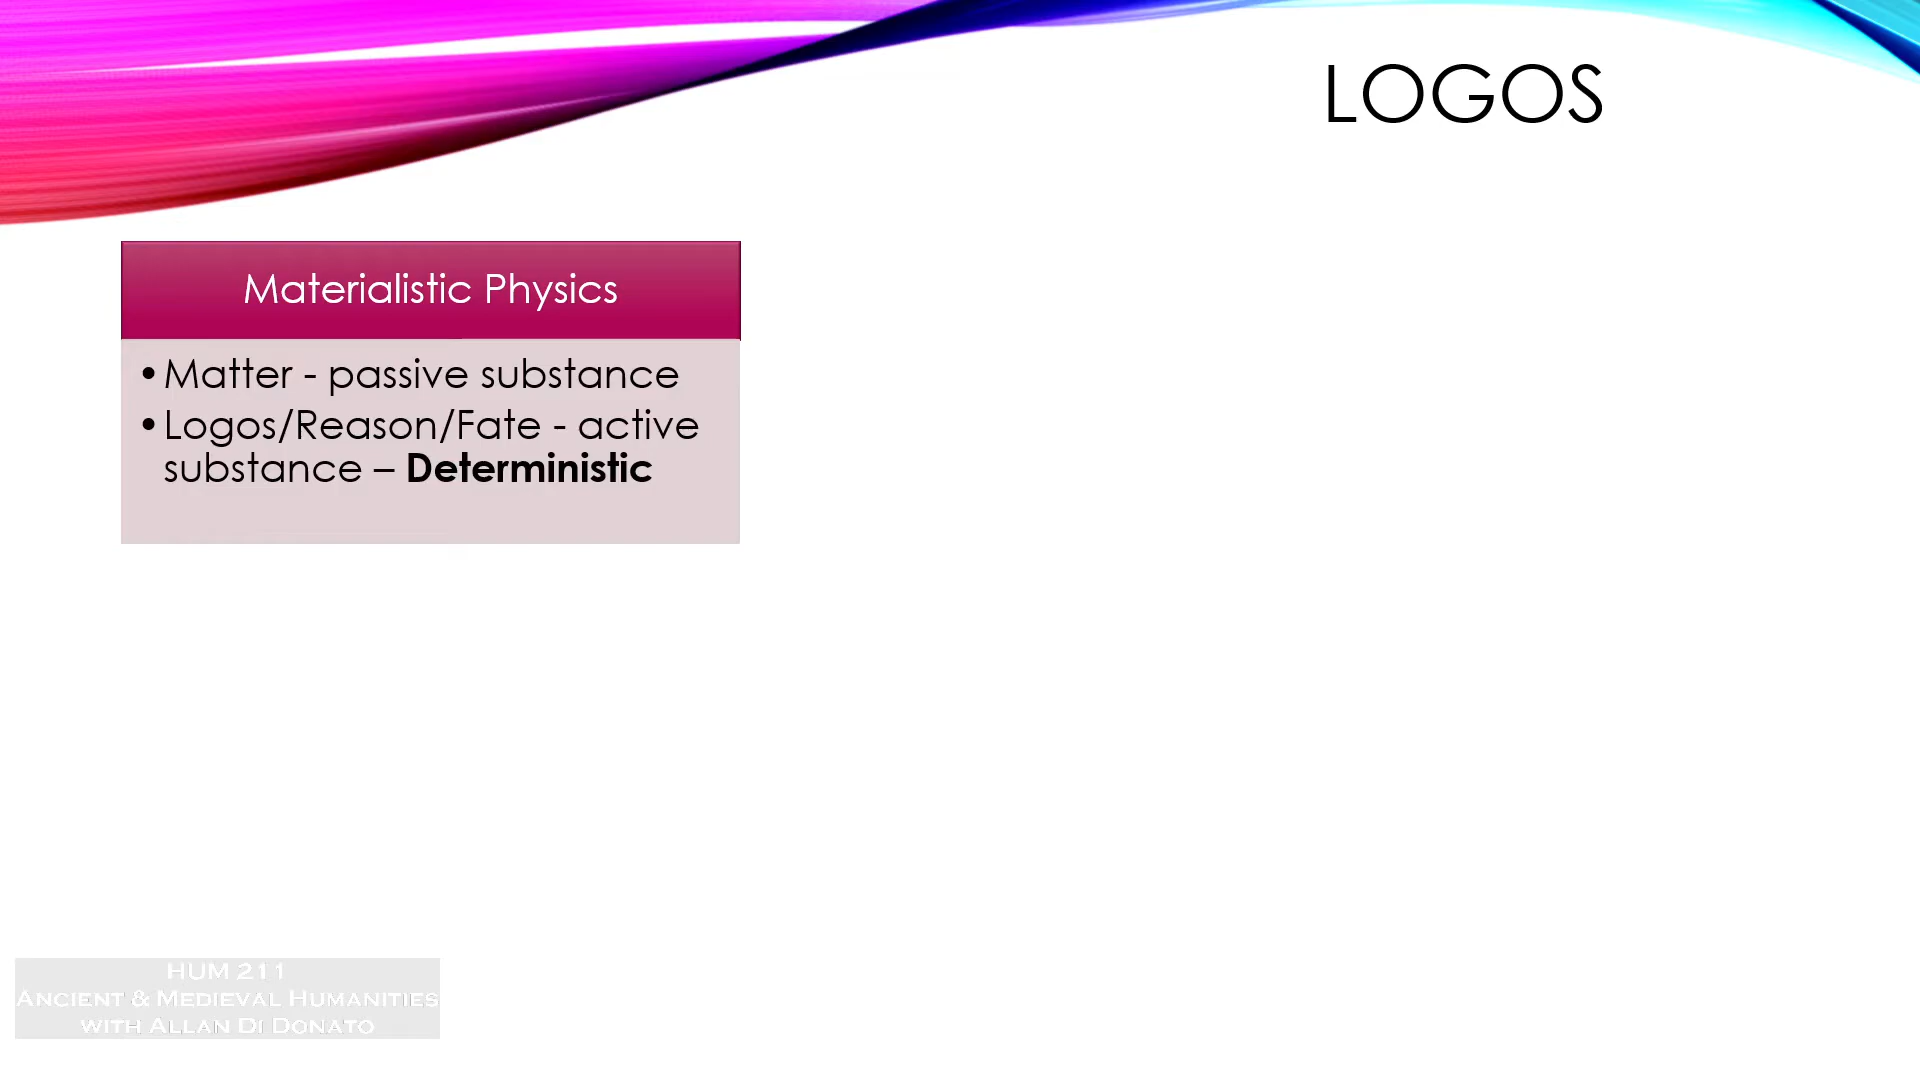 LOGOS
Materialistic Physics
•Matter - passive substance
•Logos/Reason/Fate - active
substance – Deterministic
HUM 211
ANCIENT & MEDIEVAL HUMANITIES
WITH ALLAN DI DONATO